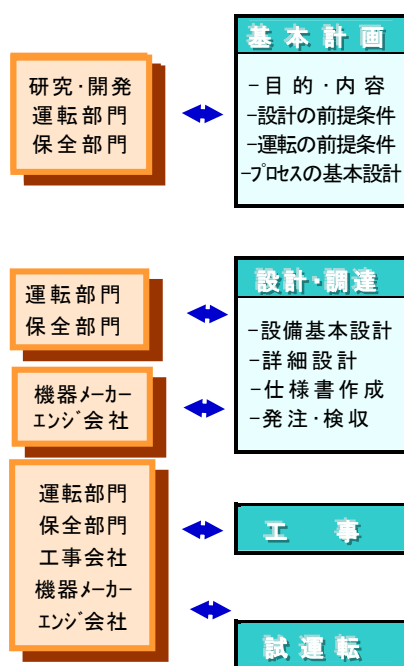 基本計画
研究・開発
運転部門
保全部門
-目的・内容
-設計の前提条件
-運転の前提条件
-プロセスの基本設計
設計・調達
運転部門
保全部門
-設備基本設計
-詳細設計
-仕様書作成
-発注・検収
機器メーカー
エンジ会社
運転部門
保全部門
工事会社
機器メーカー
エンジ会社
工事
試運転